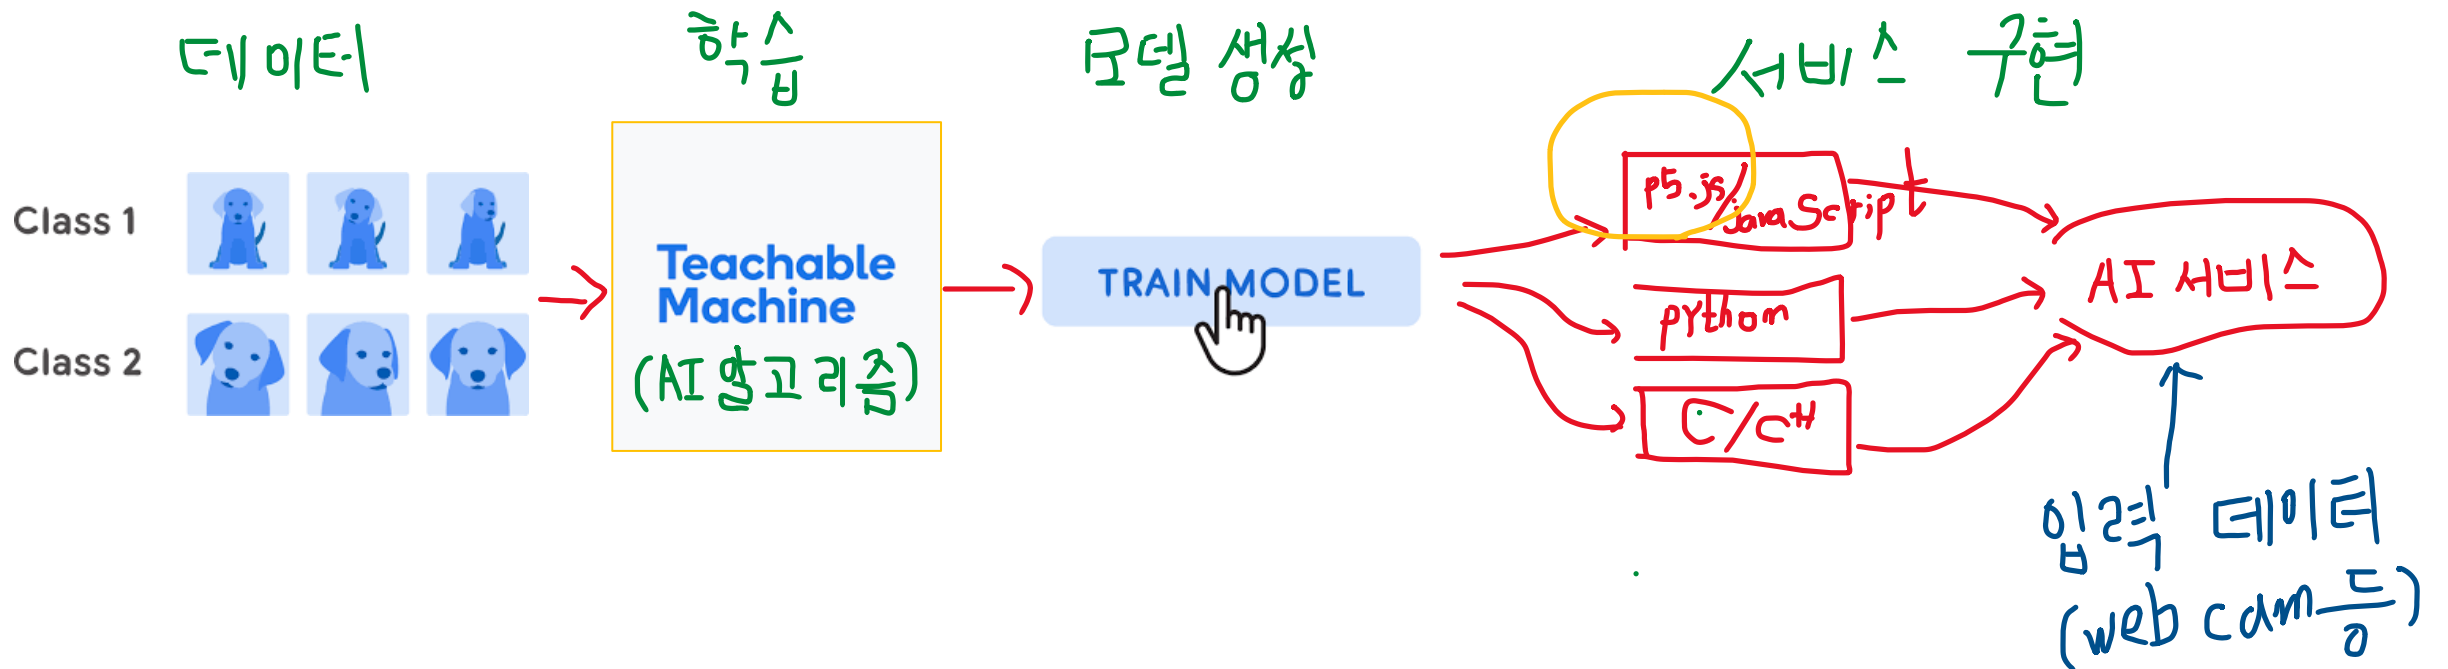 데이터
학습
모델 생성
서비스 구현
Class 1
Class 2
Teachable
Machine
(AI 알고리즘)
TRAIN MODEL
p5.js/
javaScript
python
C/C++
AI 서비스
입력 데이터
(web cam 등)